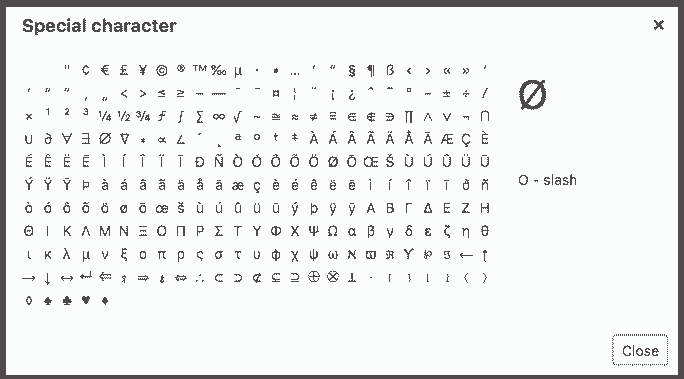 Special character
×
" ¢ € £ ¥ © ® ™ ‰ µ · • … ′ ″ § ¶ ß ‹ › « » ‘
’ “ ” ‚ „ < > ≤ ≥ – — ¯ ‾ ¤ ¦ ¨ ¡ ¿ ˆ ˜ ° − ± ÷ ⁄
× ¹ ² ³ ¼ ½ ¾ ƒ ∫ ∑ ∞ √ ∼ ≅ ≈ ≠ ≡ ∈ ∉ ∋ ∏ ∧ ∨ ¬ ∩
∪ ∂ ∀ ∃ ∅ ∇ ∗ ∝ ∠ ´ ¸ ª º † ‡ À Á Â Ã Ä Å Ā Æ Ç È
É Ê Ë Ē Ì Í Î Ï Ī Ð Ñ Ò Ó Ô Õ Ö Ø Ō Œ Š Ù Ú Û Ü Ū
Ý Ÿ Ȳ Þ à á â ã ä å ā æ ç è é ê ë ē ì í î ï ī ð ñ
ò ó ô õ ö ø ō œ š ù ú û ü ū ý þ ÿ ȳ Α Β Γ Δ Ε Ζ Η
Θ Ι Κ Λ Μ Ν Ξ Ο Π Ρ Σ Τ Υ Φ Χ Ψ Ω α β γ δ ε ζ η θ
ι κ λ μ ν ξ ο π ρ ς σ τ υ φ χ ψ ω ℵ ϖ ℜ ϒ ℘ ℑ ← ↑
→ ↓ ↔ ↵ ⇐ ⇑ ⇒ ⇓ ⇔ ∴ ⊂ ⊃ ⊄ ⊆ ⊇ ⊕ ⊗ ⊥ ⋅ ⌈ ⌉ ⌊ ⌋ 〈 〉
◊ ♠ ♣ ♥ ♦
Ø
O - slash
Close